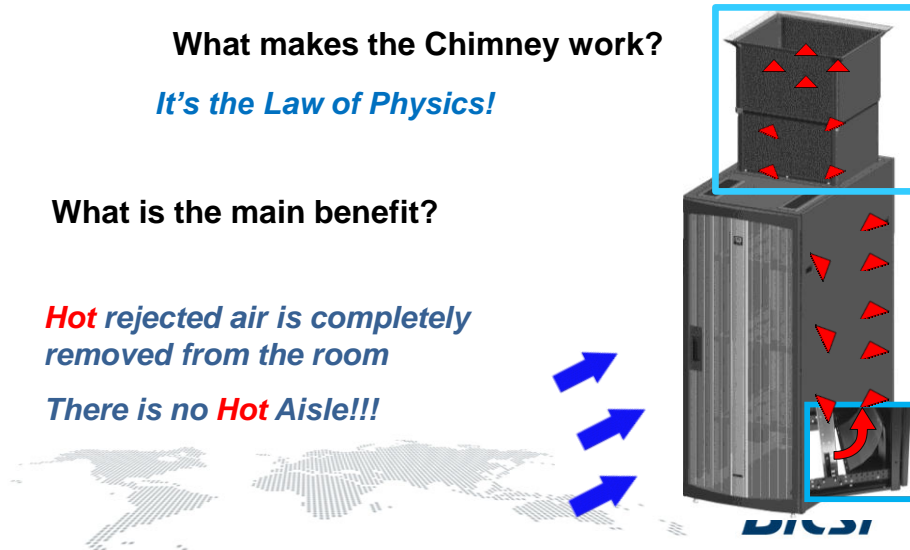 What makes the Chimney work?
It's the Law of Physics!
What is the main benefit?
Hot rejected air is completely
removed from the room
There is no Hot Aisle!!!